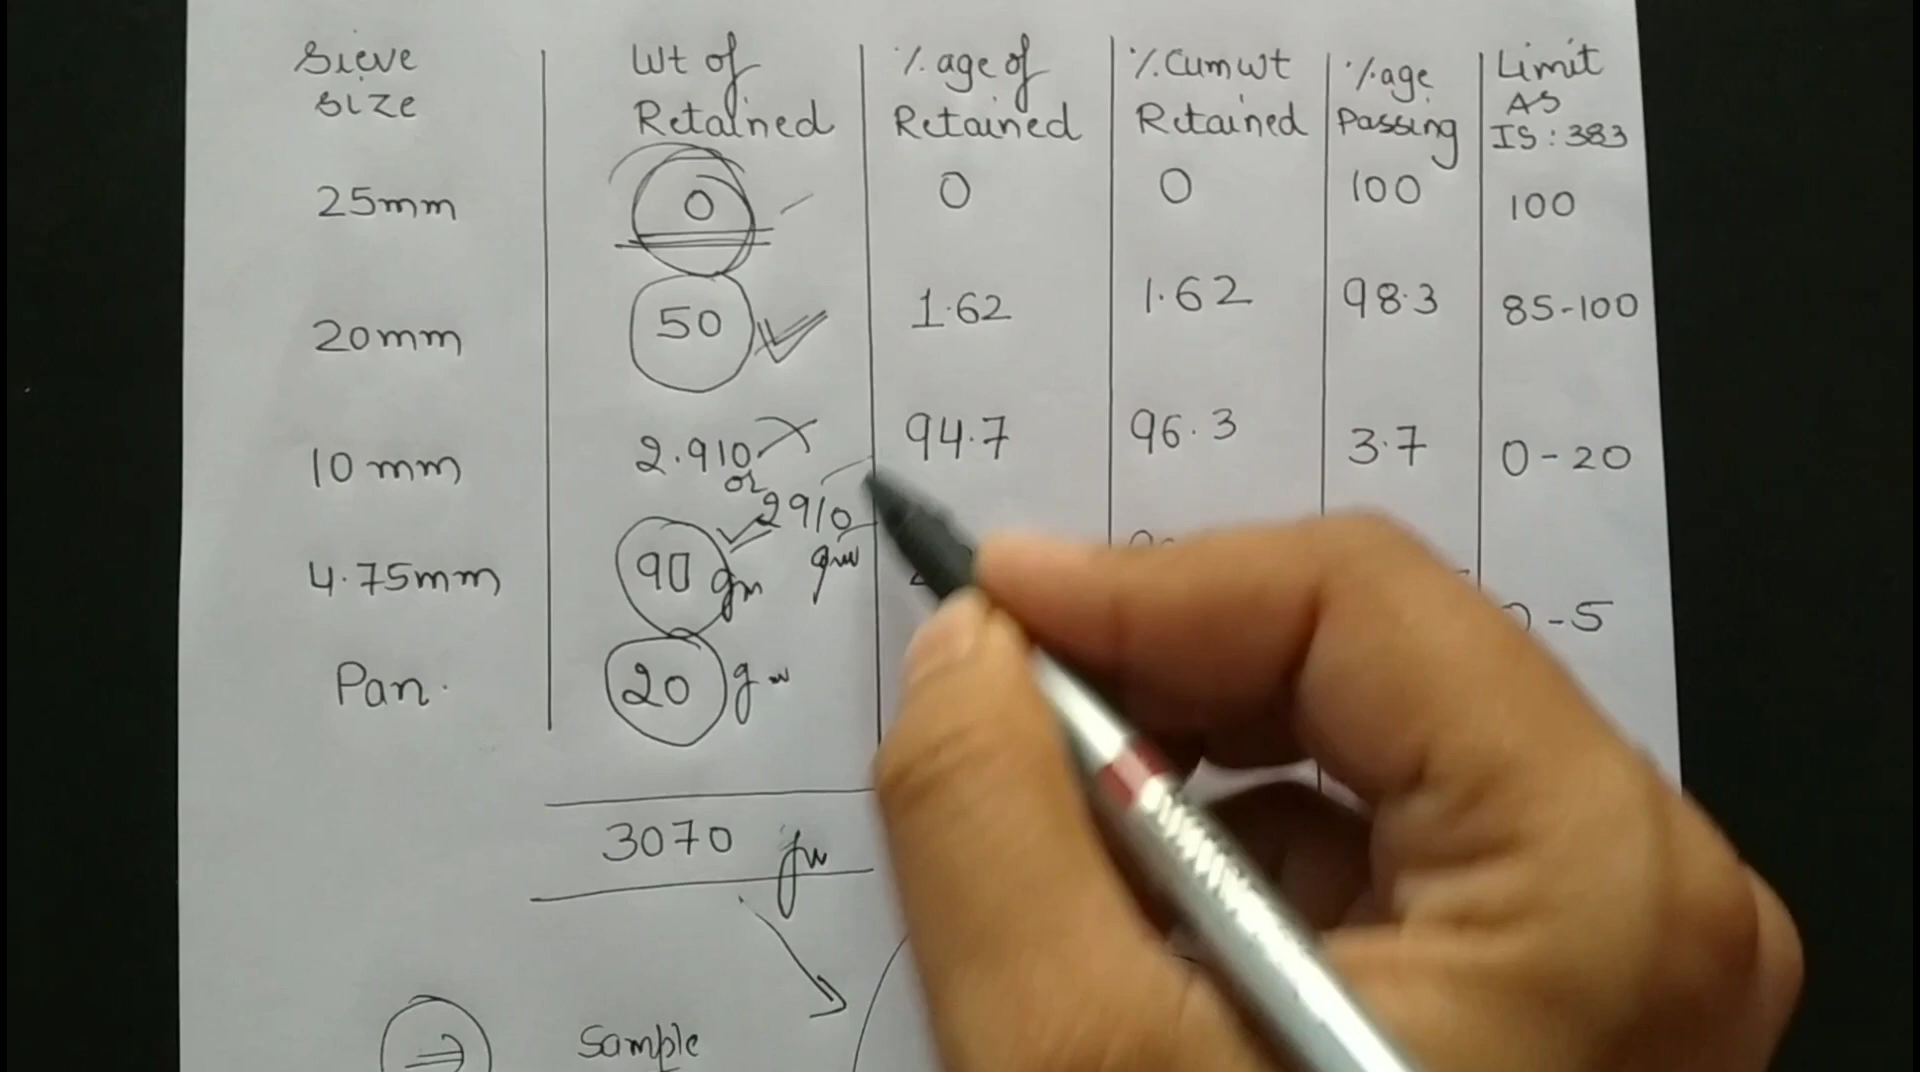 Sieve size | Wt of Retained | %age of Retained | %Cum wt Retained | %age Passing | Limit AS IS:383
25mm | 0 | 0 | 0 | 100 | 100
20mm | 50 | 1.62 | 1.62 | 98.3 | 85-100
10mm | 2.910 or 2910 gm | 94.7 | 96.3 | 3.7 | 0-20
4.75mm | 90 gm | 0-5
Pan. | 20 gm
3070 gm
Sample